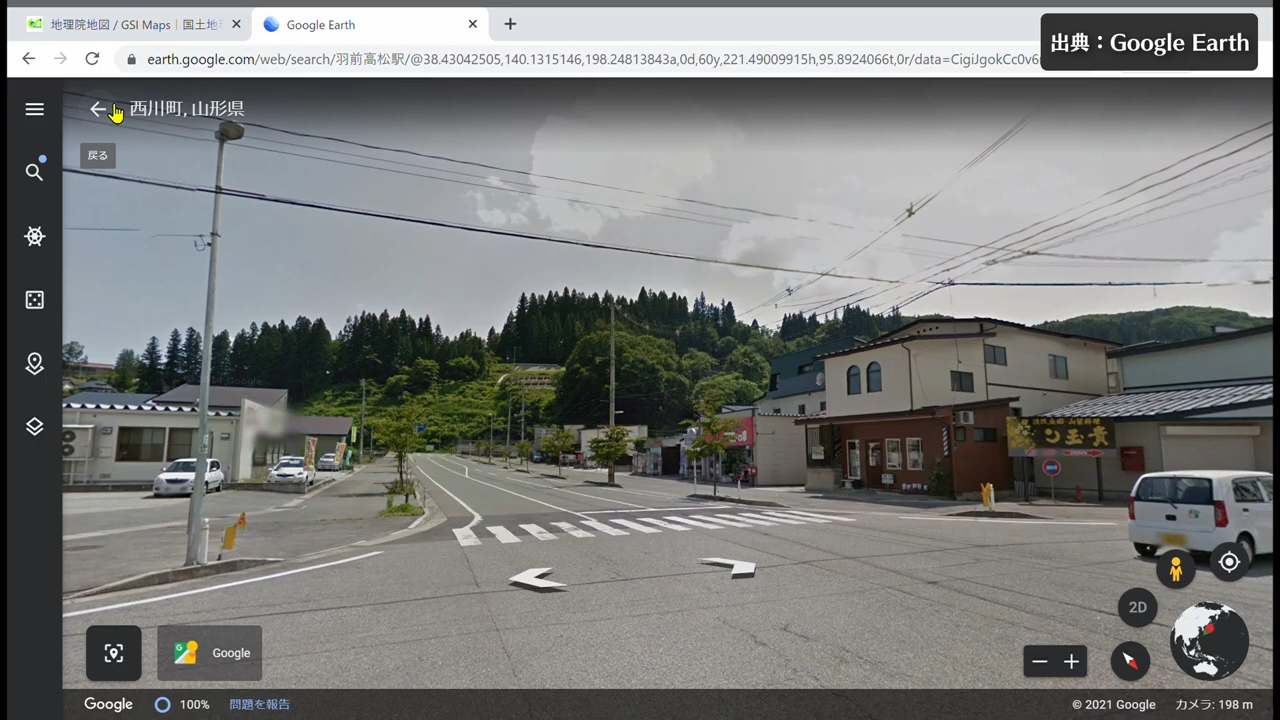 地理院地図 / GSI Maps｜国土地
Google Earth
出典：Google Earth
earth.google.com/web/search/羽前高松駅/@38.43042505,140.1315146,198.24813843a,0d,60y,221.49009915h,95.8924066t,0r/data=CigiJgokCc0v6
西川町, 山形県
戻る
玉こん
2D
Google
Google
100%
問題を報告
© 2021 Google
カメラ: 198 m